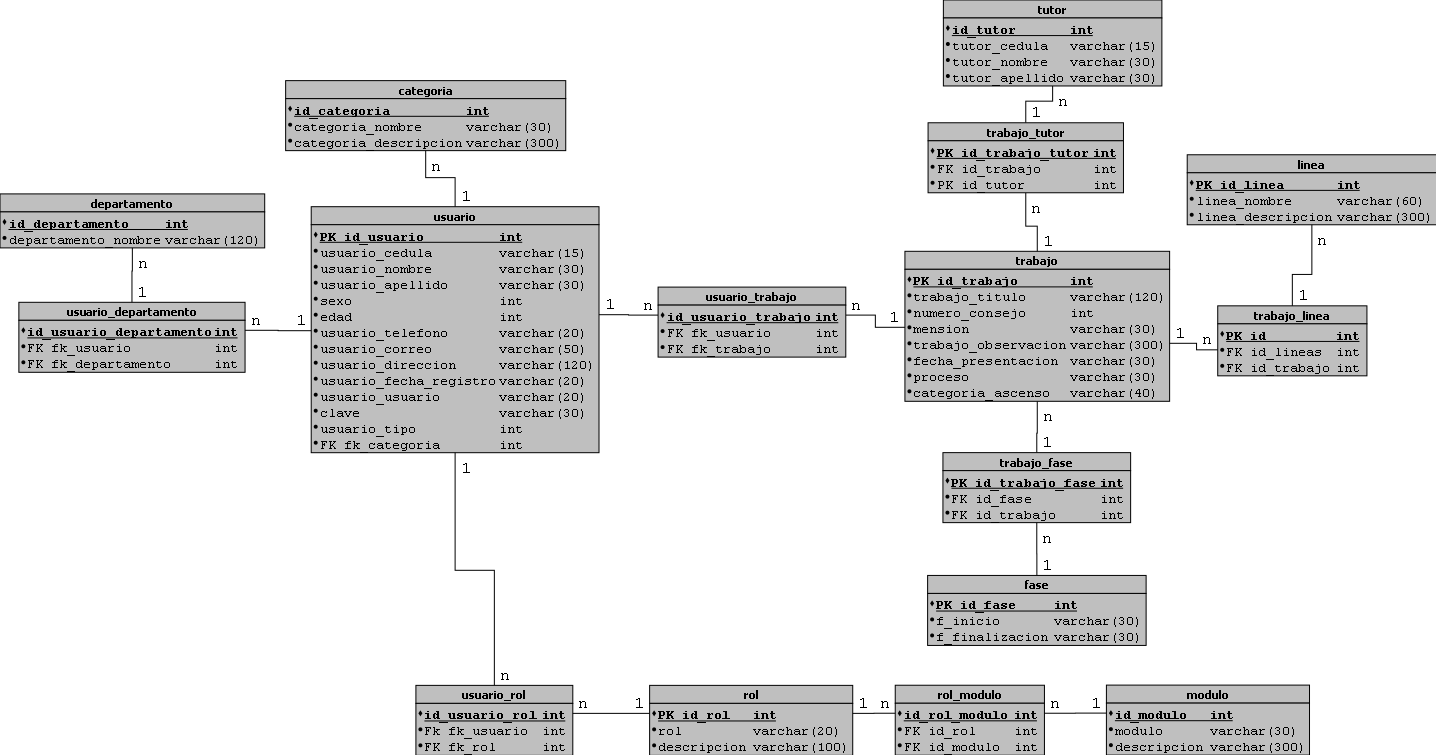 tutor
id_tutor int
tutor_cedula varchar(15)
tutor_nombre varchar(30)
tutor_apellido varchar(30)
n
1
categoria
id_categoria int
categoria_nombre varchar(30)
categoria_descripcion varchar(300)
n
1
trabajo_tutor
PK id_trabajo_tutor int
FK id_trabajo int
PK id_tutor int
n
1
linea
PK id_linea int
linea_nombre varchar(60)
linea_descripcion varchar(300)
n
1
departamento
id_departamento int
departamento_nombre varchar(120)
n
1
usuario
PK id_usuario int
usuario_cedula varchar(15)
usuario_nombre varchar(30)
usuario_apellido varchar(30)
sexo int
edad int
usuario_telefono varchar(20)
usuario_correo varchar(50)
usuario_direccion varchar(120)
usuario_fecha_registro varchar(20)
usuario_usuario varchar(20)
clave varchar(30)
usuario_tipo int
FK fk_categoria int
usuario_departamento
id_usuario_departamento int
FK fk_usuario int
FK fk_departamento int
n 1
1 n
usuario_trabajo
id_usuario_trabajo int
FK fk_usuario int
FK fk_trabajo int
n 1
trabajo
PK id_trabajo int
trabajo_titulo varchar(120)
numero_consejo int
mension varchar(30)
trabajo_observacion varchar(300)
fecha_presentacion varchar(30)
proceso varchar(30)
categoria_ascenso varchar(40)
1 n
trabajo_linea
PK id int
FK id_lineas int
FK id_trabajo int
n
1
trabajo_fase
PK id_trabajo_fase int
FK id_fase int
FK id_trabajo int
n
1
fase
PK id_fase int
f_inicio varchar(30)
f_finalizacion varchar(30)
1
n
usuario_rol
id_usuario_rol int
Fk fk_usuario int
FK fk_rol int
n 1
rol
PK id_rol int
rol varchar(20)
descripcion varchar(100)
1 n
rol_modulo
id_rol_modulo int
FK id_rol int
FK id_modulo int
n 1
modulo
id_modulo int
modulo varchar(30)
descripcion varchar(300)